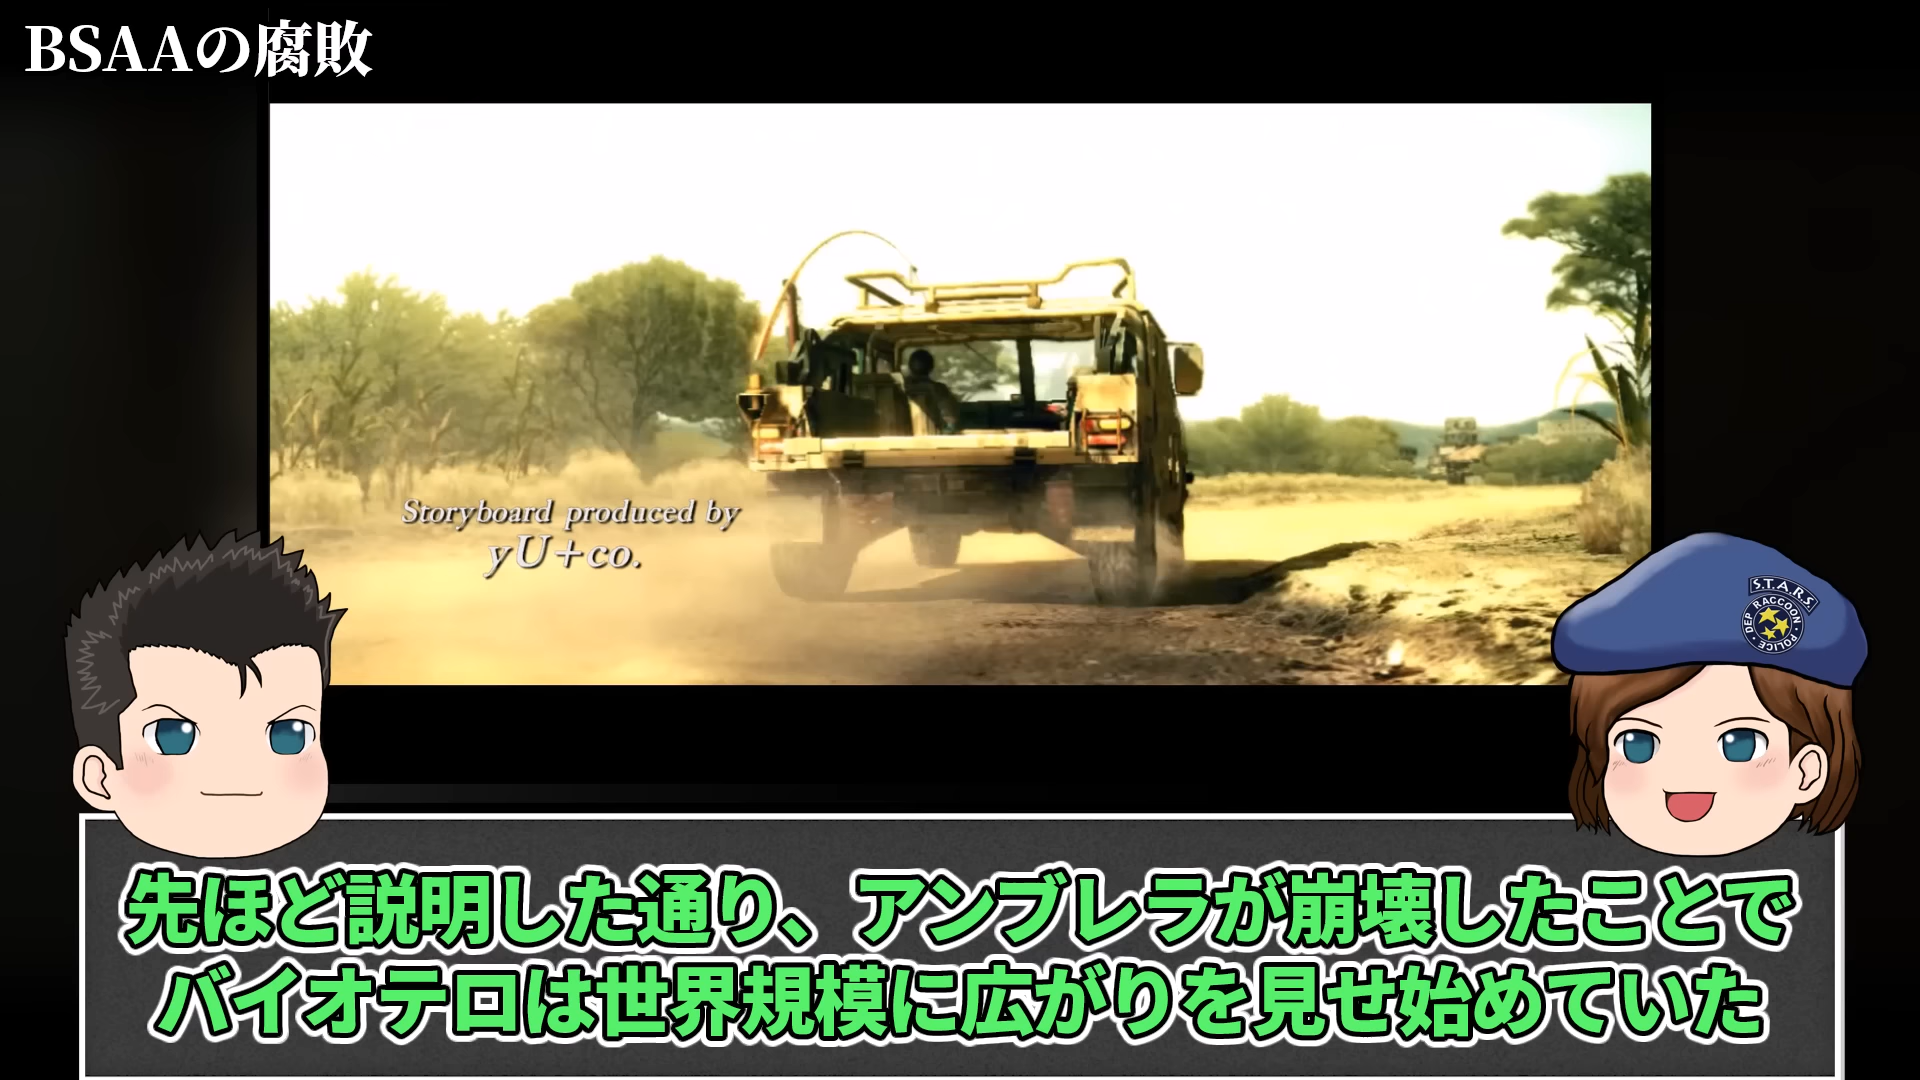 BSAAの腐敗
Storyboard produced by
yU+co.
S.T.A.R.S.
RACCOON
POLICE
DEP
先ほど説明した通り、アンブレラが崩壊したことで
バイオテロは世界規模に広がりを見せ始めていた